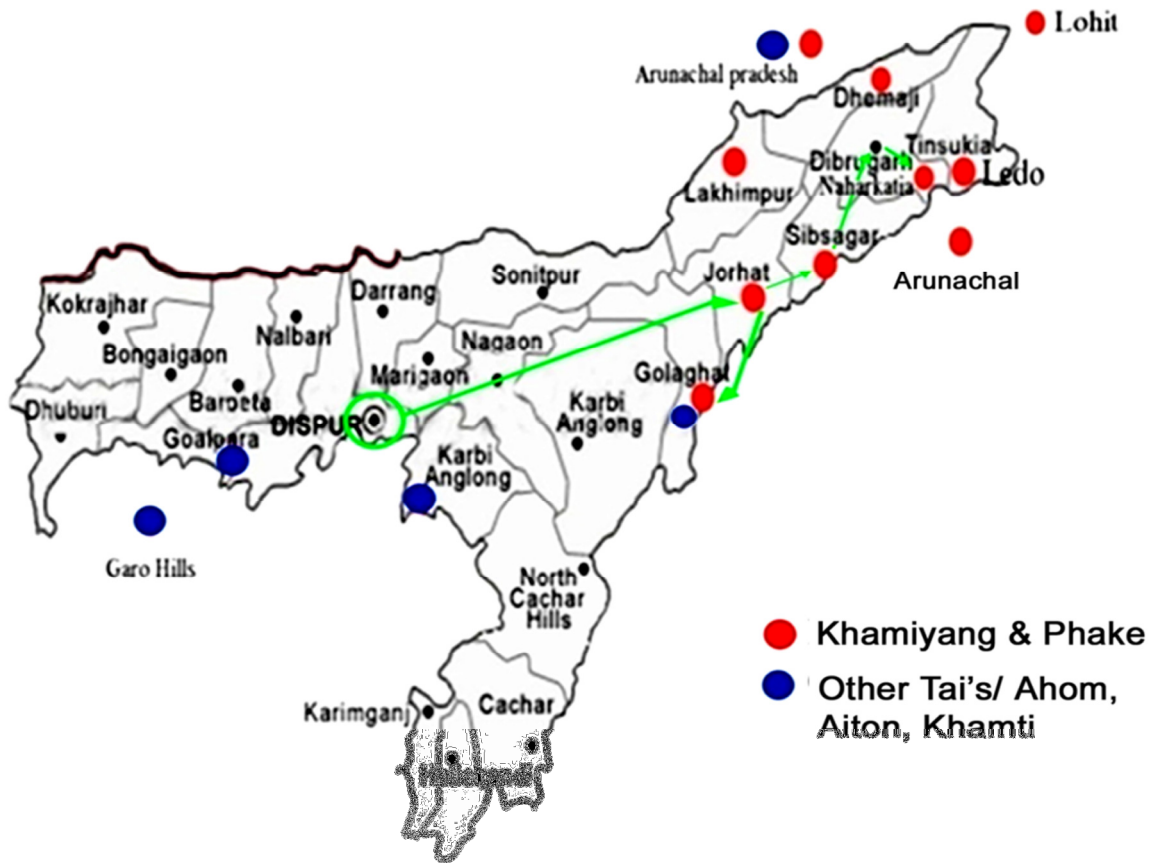 Lohit
Arunachal pradesh
Dhemaji
Dibrugarh
Tinsukia
Naharkatia
Ledo
Lakhimpur
Sibsagar
Arunachal
Jorhat
Sonitpur
Darrang
Kokrajhar
Nalbari
Nagaon
Bongaigaon
Marigaon
Golaghat
Barpeta
Dhuburi
Karbi
Anglong
DISPUR
Goalpara
Karbi
Anglong
Garo Hills
North
Cachar
Hills
Khamiyang & Phake
Other Tai's/ Ahom,
Aiton, Khamti
Karimganj
Cachar